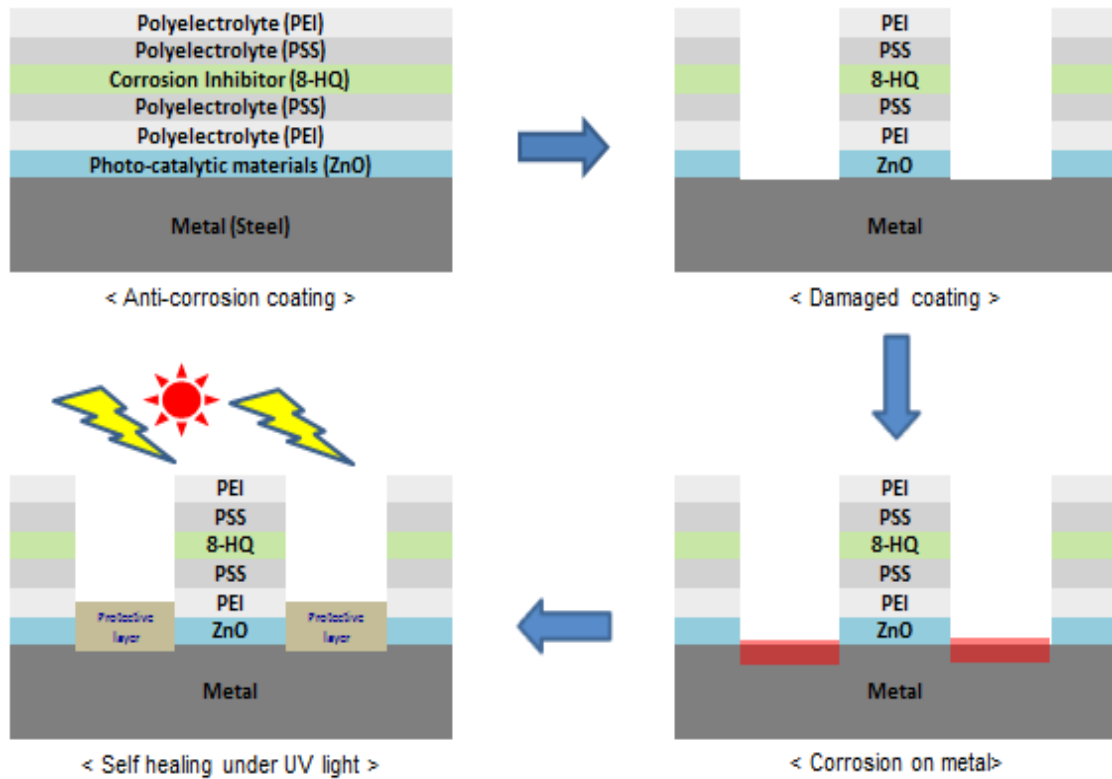 Polyelectrolyte (PEI)
Polyelectrolyte (PSS)
Corrosion Inhibitor (8-HQ)
Polyelectrolyte (PSS)
Polyelectrolyte (PEI)
Photo-catalytic materials (ZnO)
Metal (Steel)
< Anti-corrosion coating >
PEI
PSS
8-HQ
PSS
PEI
ZnO
Metal
< Damaged coating >
PEI
PSS
8-HQ
PSS
PEI
ZnO
Protective
layer
Protective
layer
Metal
< Self healing under UV light >
PEI
PSS
8-HQ
PSS
PEI
ZnO
Metal
< Corrosion on metal>